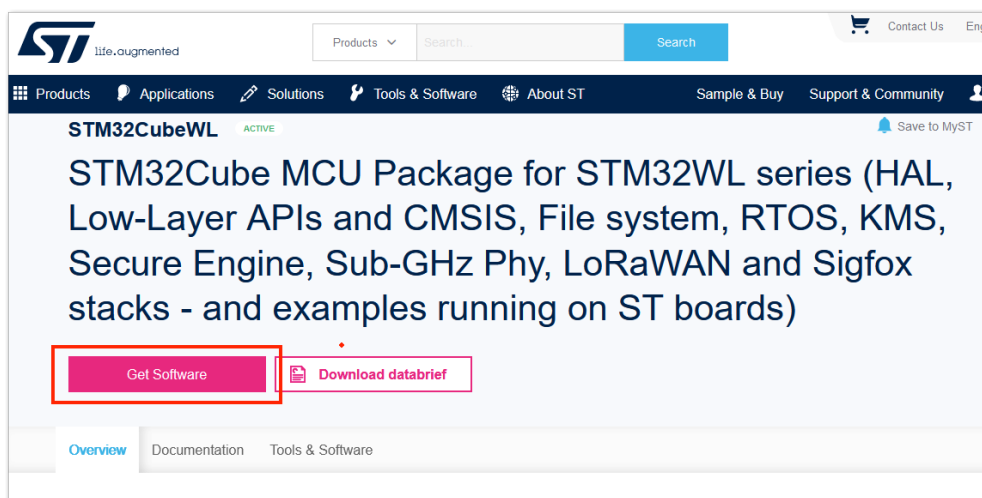 ST life.augmented
Products
Search...
Search
Contact Us
Eng
Products
Applications
Solutions
Tools & Software
About ST
Sample & Buy
Support & Community
STM32CubeWL
ACTIVE
Save to MyST
STM32Cube MCU Package for STM32WL series (HAL,
Low-Layer APIs and CMSIS, File system, RTOS, KMS,
Secure Engine, Sub-GHz Phy, LoRaWAN and Sigfox
stacks - and examples running on ST boards)
Get Software
Download databrief
Overview
Documentation
Tools & Software